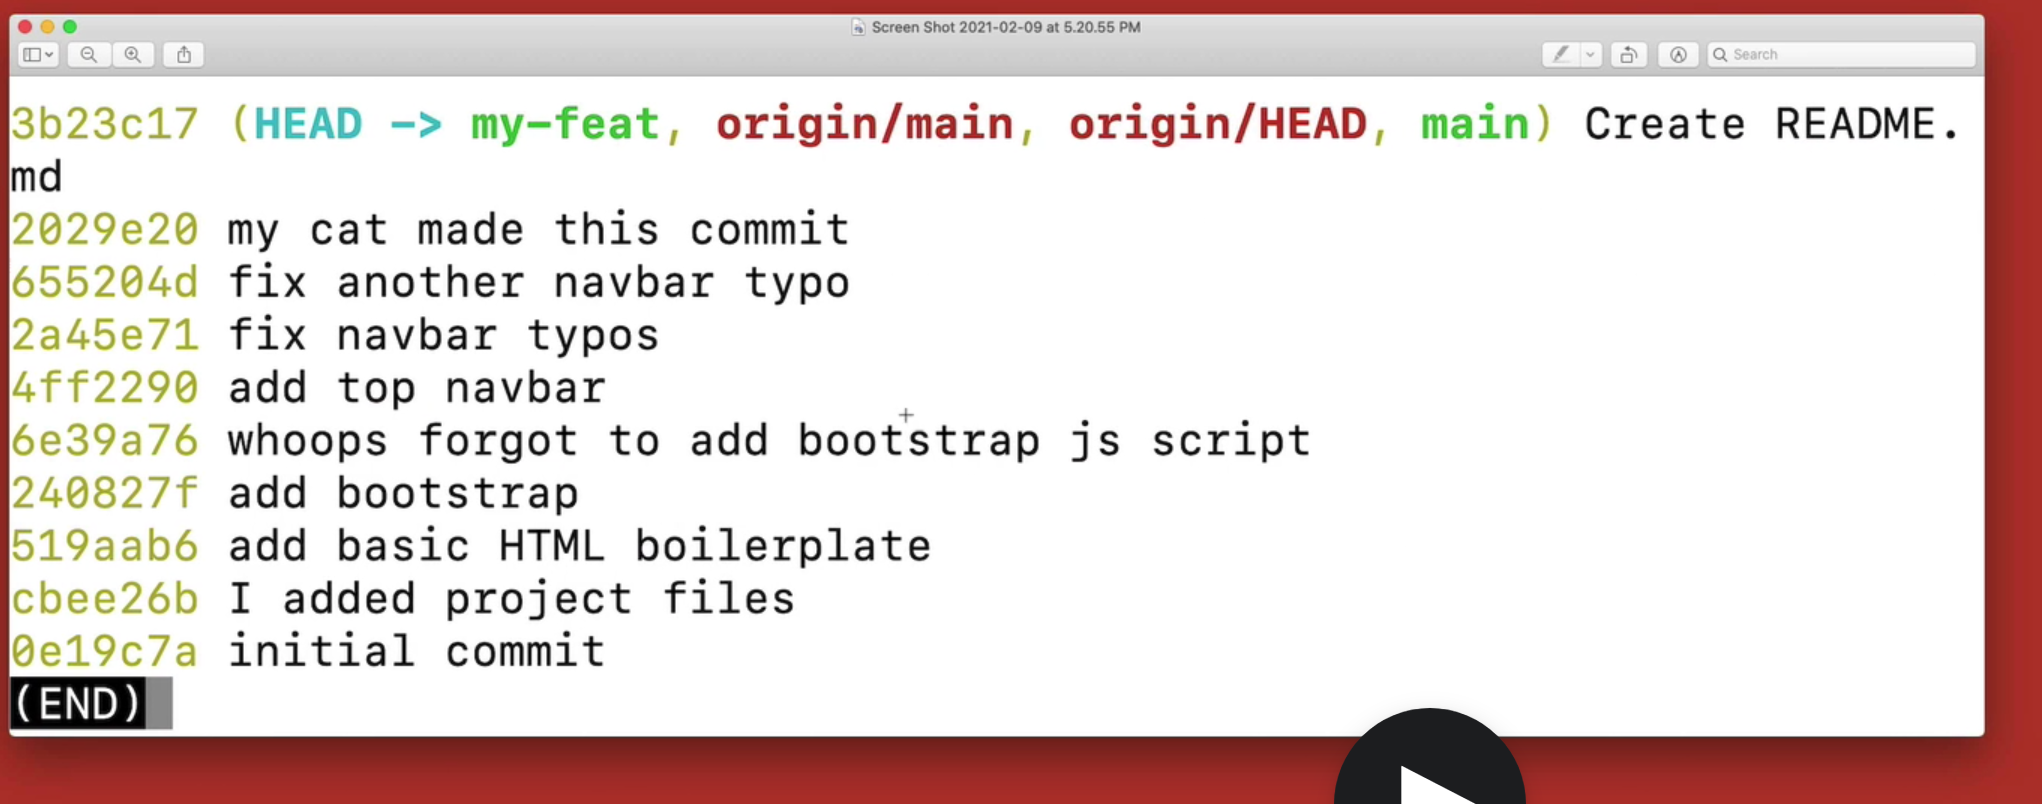 Screen Shot 2021-02-09 at 5.20.55 PM
Search
3b23c17 (HEAD -> my-feat, origin/main, origin/HEAD, main) Create README.
md
2029e20 my cat made this commit
655204d fix another navbar typo
2a45e71 fix navbar typos
4ff2290 add top navbar
6e39a76 whoops forgot to add bootstrap js script
240827f add bootstrap
519aab6 add basic HTML boilerplate
cbee26b I added project files
0e19c7a initial commit
(END)